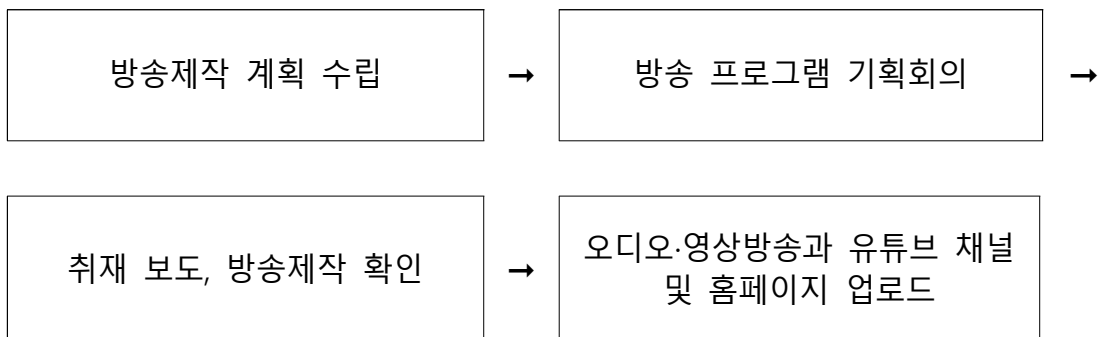 방송제작 계획 수립
➞
방송 프로그램 기획회의
➞
취재 보도, 방송제작 확인
➞
오디오·영상방송과 유튜브 채널
및 홈페이지 업로드